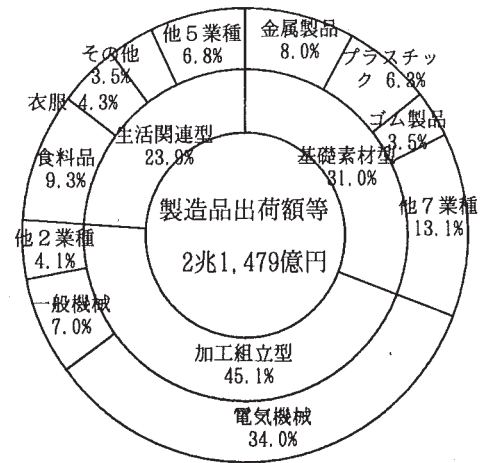 金属製品
8.0%
プラスチッ
ク 6.3%
ゴム製品
3.5%
他7業種
13.1%
基礎素材型
31.0%
電気機械
34.0%
加工組立型
45.1%
一般機械
7.0%
他2業種
4.1%
食料品
9.3%
衣服 4.3%
その他
3.5%
他5業種
6.8%
生活関連型
23.9%
製造品出荷額等
2兆1,479億円